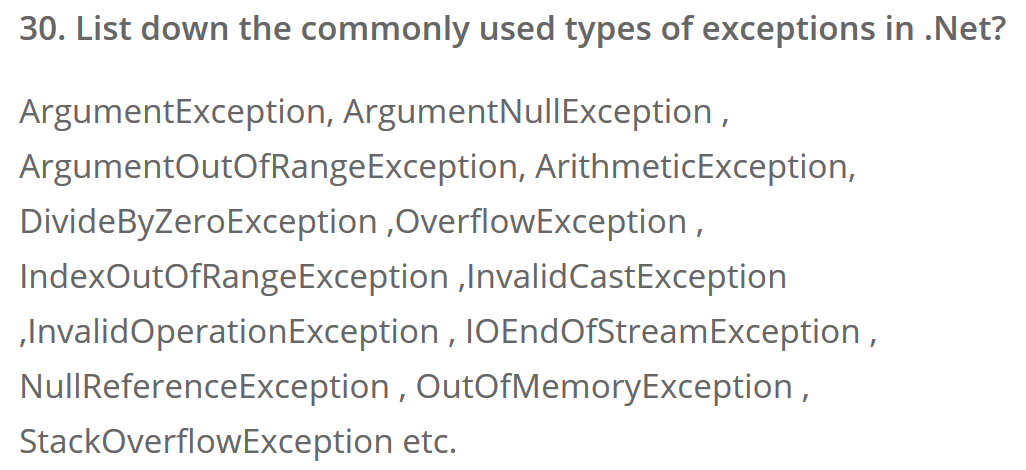 30. List down the commonly used types of exceptions in .Net?
ArgumentException, ArgumentNullException ,
ArgumentOutOfRangeException, ArithmeticException,
DivideByZeroException ,OverflowException ,
IndexOutOfRangeException ,InvalidCastException
,InvalidOperationException , IOEndOfStreamException ,
NullReferenceException , OutOfMemoryException ,
StackOverflowException etc.